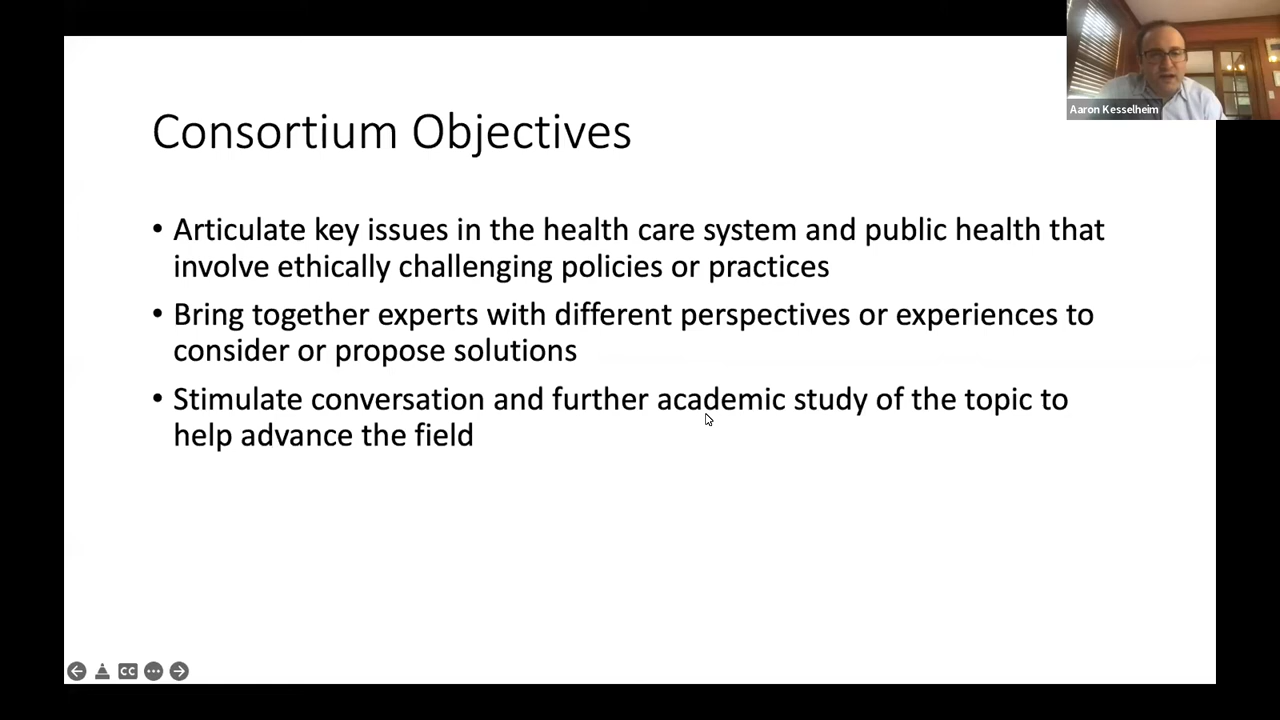 Aaron Kesselheim
Consortium Objectives
• Articulate key issues in the health care system and public health that
involve ethically challenging policies or practices
• Bring together experts with different perspectives or experiences to
consider or propose solutions
• Stimulate conversation and further academic study of the topic to
help advance the field
CC